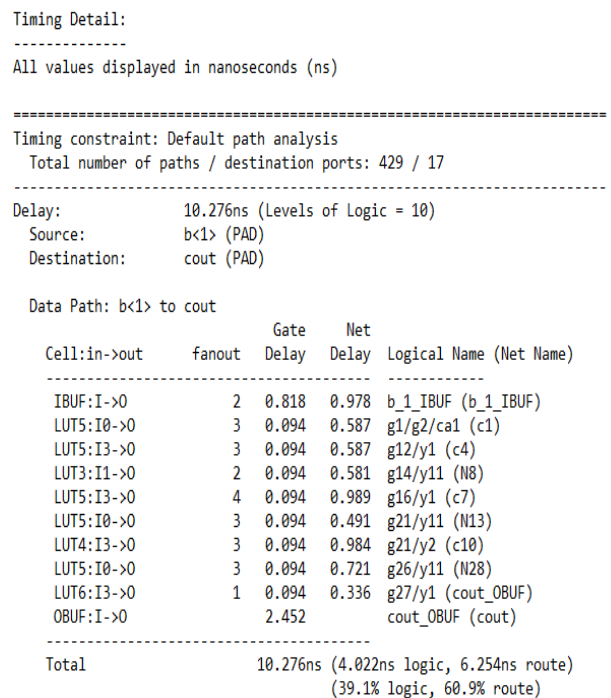 Timing Detail:
--------------
All values displayed in nanoseconds (ns)
=========================================================================
Timing constraint: Default path analysis
  Total number of paths / destination ports: 429 / 17
-------------------------------------------------------------------------
Delay:               10.276ns (Levels of Logic = 10)
  Source:            b<1> (PAD)
  Destination:       cout (PAD)
  Data Path: b<1> to cout
                                Gate     Net
    Cell:in->out      fanout   Delay   Delay  Logical Name (Net Name)
    ----------------------------------------  ------------
     IBUF:I->O             2   0.818   0.978  b_1_IBUF (b_1_IBUF)
     LUT5:I0->O            3   0.094   0.587  g1/g2/ca1 (c1)
     LUT5:I3->O            3   0.094   0.587  g12/y1 (c4)
     LUT3:I1->O            2   0.094   0.581  g14/y11 (N8)
     LUT5:I3->O            4   0.094   0.989  g16/y1 (c7)
     LUT5:I0->O            3   0.094   0.491  g21/y11 (N13)
     LUT4:I3->O            3   0.094   0.984  g21/y2 (c10)
     LUT5:I0->O            3   0.094   0.721  g26/y11 (N28)
     LUT6:I3->O            1   0.094   0.336  g27/y1 (cout_OBUF)
     OBUF:I->O                 2.452          cout_OBUF (cout)
    ----------------------------------------
    Total                     10.276ns (4.022ns logic, 6.254ns route)
                                       (39.1% logic, 60.9% route)